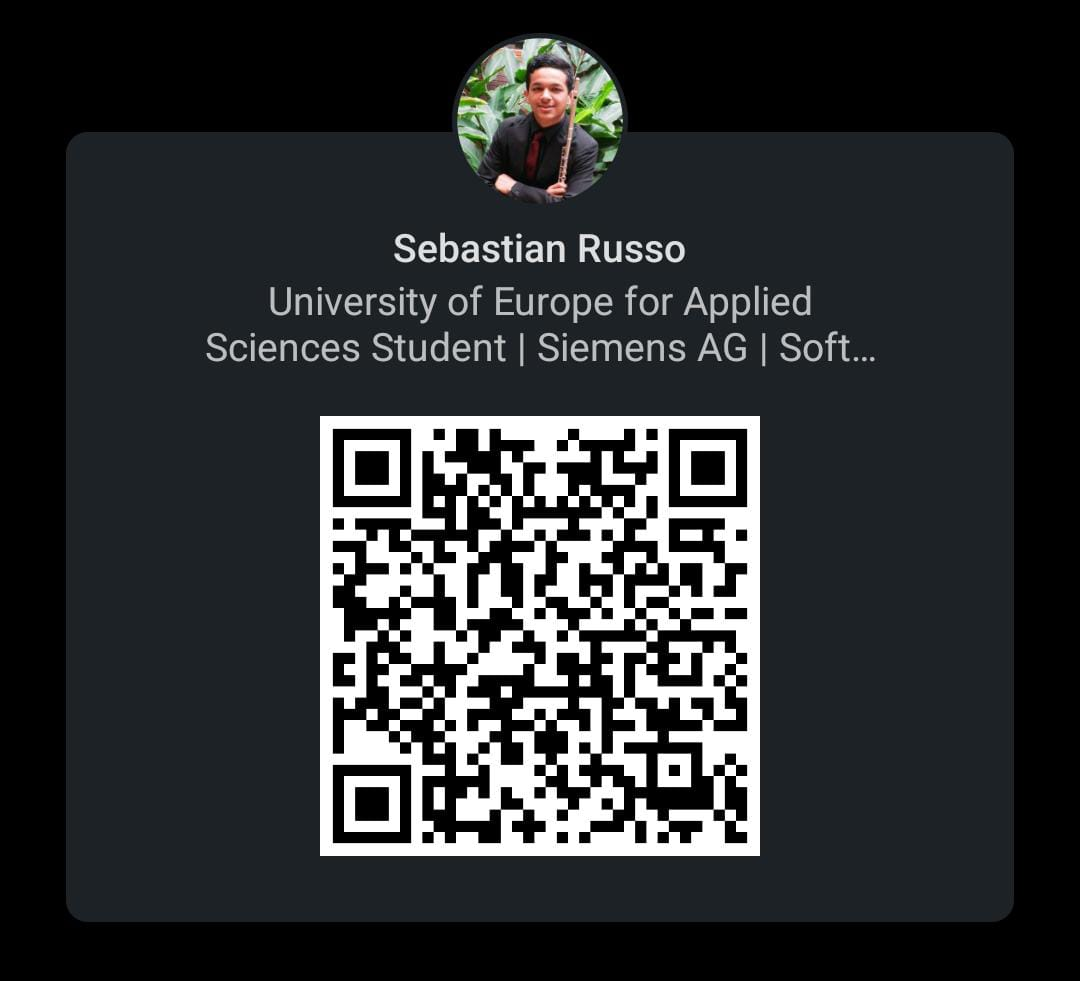 Sebastian Russo
University of Europe for Applied
Sciences Student | Siemens AG | Soft...